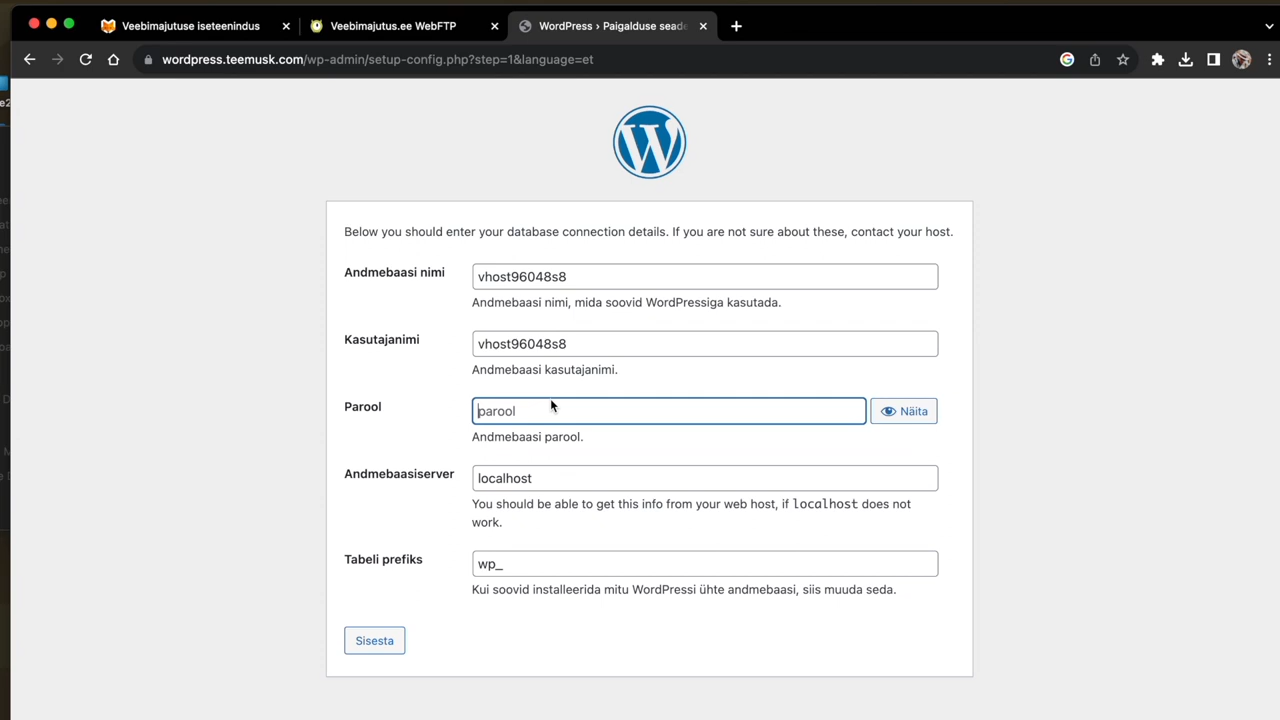 Veebimajutuse iseteenindus
Veebimajutus.ee WebFTP
WordPress › Paigalduse seade
wordpress.teemusk.com/wp-admin/setup-config.php?step=1&language=et
Below you should enter your database connection details. If you are not sure about these, contact your host.
Andmebaasi nimi
vhost96048s8
Andmebaasi nimi, mida soovid WordPressiga kasutada.
Kasutajanimi
vhost96048s8
Andmebaasi kasutajanimi.
Parool
parool
Näita
Andmebaasi parool.
Andmebaasiserver
localhost
You should be able to get this info from your web host, if localhost does not
work.
Tabeli prefiks
wp_
Kui soovid installeerida mitu WordPressi ühte andmebaasi, siis muuda seda.
Sisesta